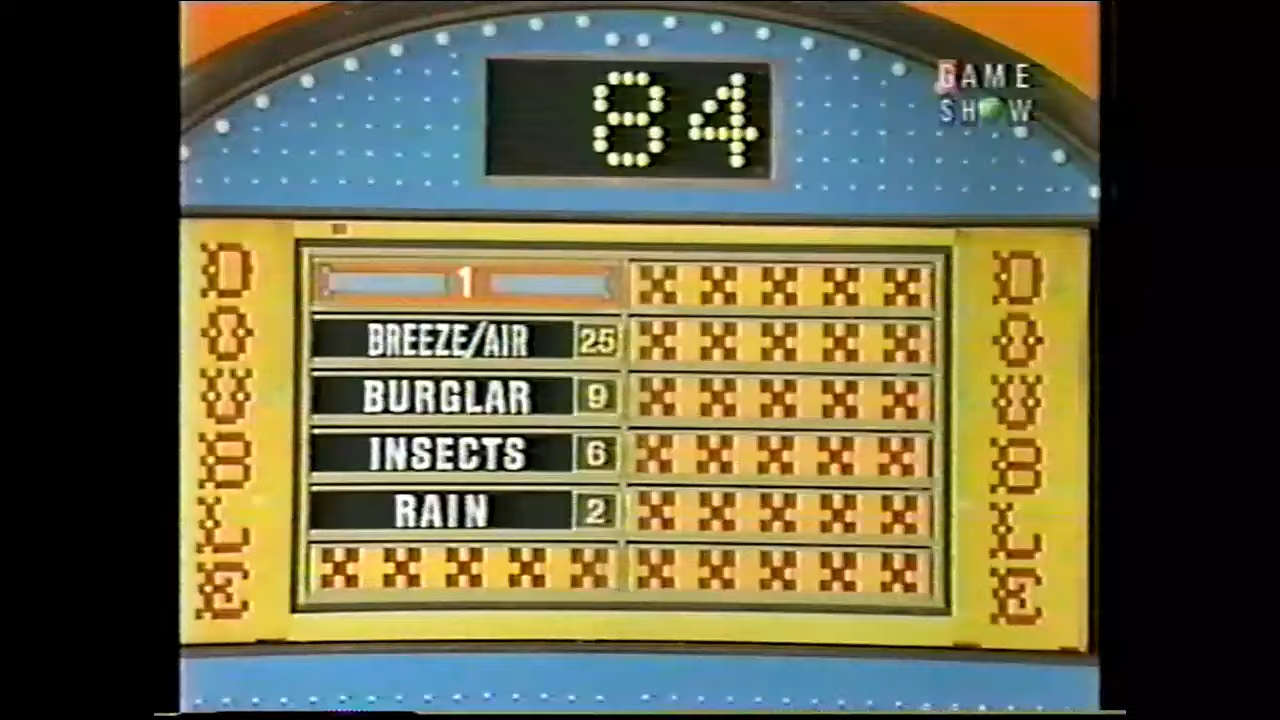 84
GAME
SHOW
1
BREEZE/AIR 25
BURGLAR 9
INSECTS 6
RAIN 2
DOUBLE
DOUBLE